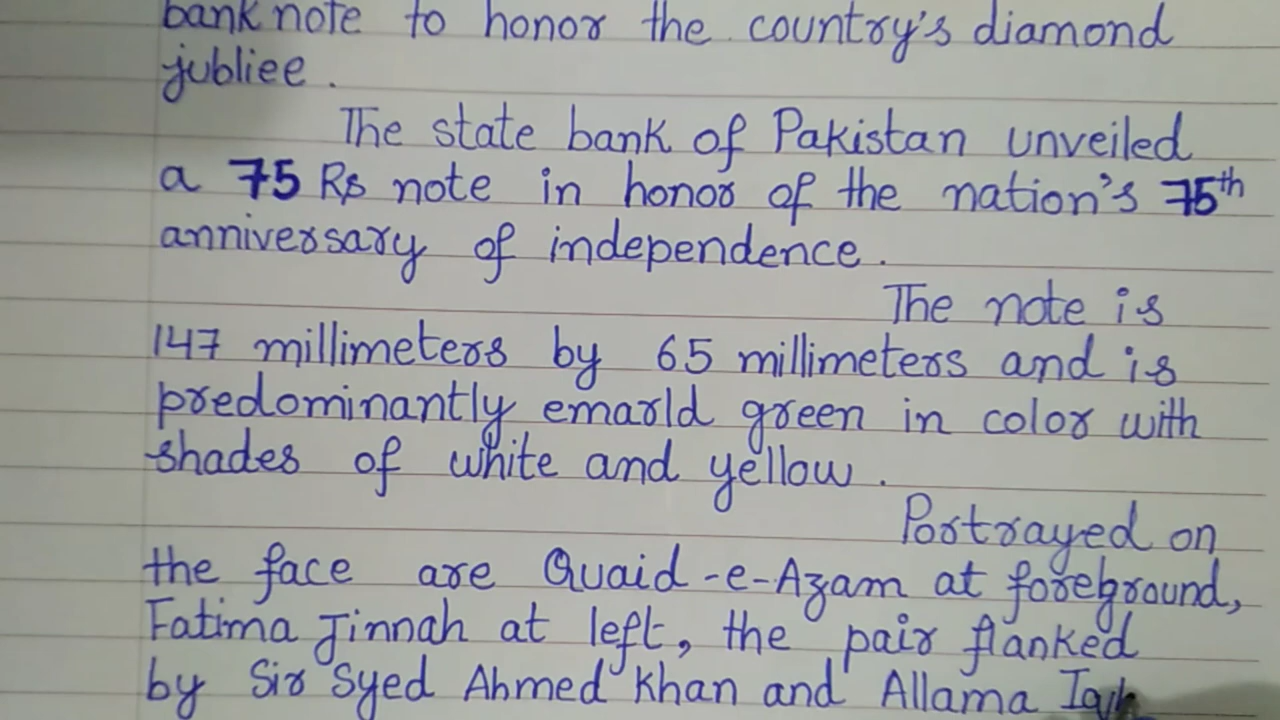 bank note to honor the country's diamond
jubliee.
The state bank of Pakistan unveiled
a 75 Rs note in honor of the nation's 75th
anniversary of independence.
The note is
147 millimeters by 65 millimeters and is
predominantly emarld green in color with
shades of white and yellow.
Portrayed on
the face are Quaid-e-Azam at foreground,
Fatima Jinnah at left, the pair flanked
by Sir Syed Ahmed Khan and Allama